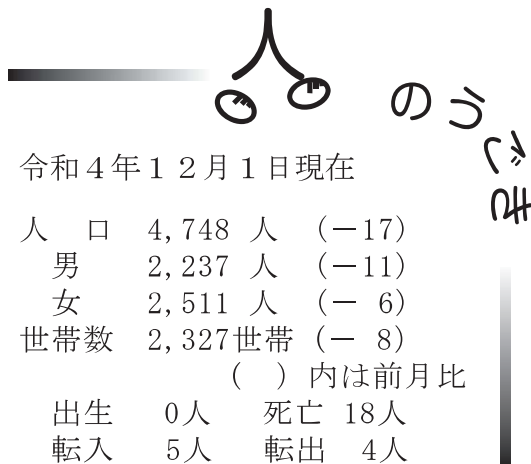 人のうごき
令和４年１２月１日現在
人　口　4,748 人　（－17）
男　2,237 人　（－11）
女　2,511 人　（－ 6）
世帯数　2,327世帯（－ 8）
（　）内は前月比
出生　0人　死亡 18人
転入　5人　転出　4人